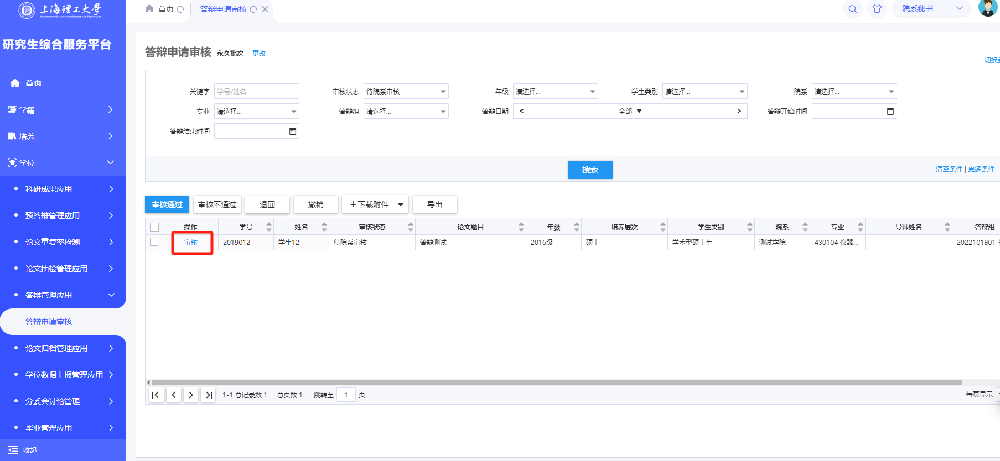 上海理工大学
UNIVERSITY OF SHANGHAI FOR SCIENCE AND TECHNOLOGY
首页
答辩申请审核
院系秘书
研究生综合服务平台
首页
学籍
培养
学位
科研成果应用
预答辩管理应用
论文重复率检测
论文抽检管理应用
答辩管理应用
答辩申请审核
论文归档管理应用
学位数据上报管理应用
分委会讨论管理
毕业管理应用
收起
答辩申请审核 永久批次 更改
切换到
关键字 学号/姓名 审核状态 待院系审核 年级 请选择... 学生类别 请选择... 院系 请选择...
专业 请选择... 答辩组 请选择... 答辩日期 < 全部 ▼ > 答辩开始时间
答辩结束时间
搜索
清空条件 | 更多条件
审核通过 审核不通过 退回 撤销 +下载附件 导出
操作 学号 姓名 审核状态 论文题目 年级 培养层次 学生类别 院系 专业 导师姓名 答辩组
审核 2019012 学生12 待院系审核 答辩测试 2016级 硕士 学术型硕士生 测试学院 430104 仪器... 2022101801-
1-1 总记录数 1 总页数 1 跳转至 1 页
每页显示